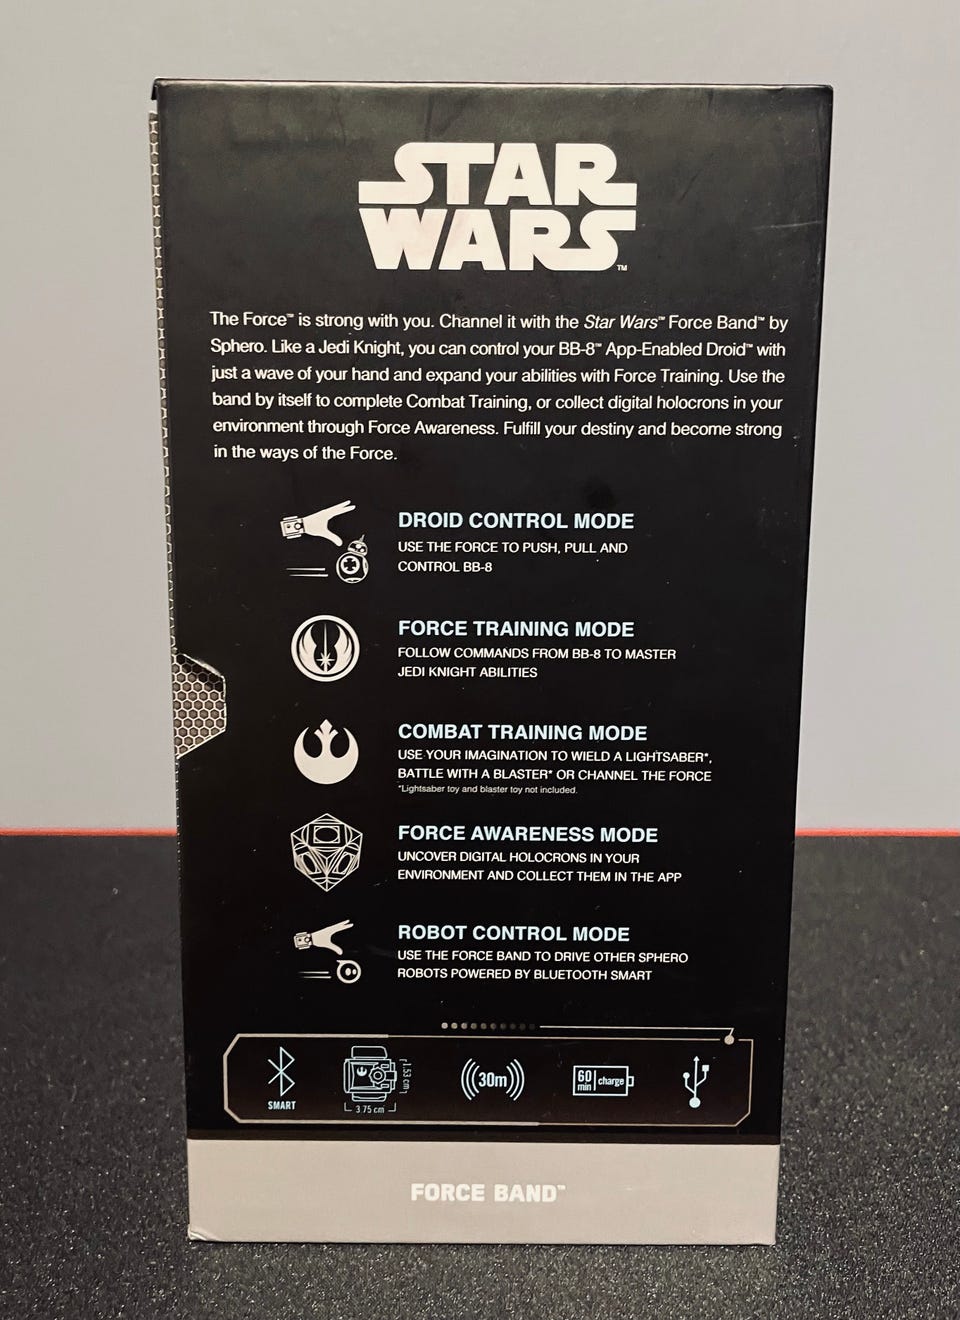 STAR
WARS™
The Force™ is strong with you. Channel it with the Star Wars™ Force Band™ by
Sphero. Like a Jedi Knight, you can control your BB-8™ App-Enabled Droid™ with
just a wave of your hand and expand your abilities with Force Training. Use the
band by itself to complete Combat Training, or collect digital holocrons in your
environment through Force Awareness. Fulfill your destiny and become strong
in the ways of the Force.
DROID CONTROL MODE
USE THE FORCE TO PUSH, PULL AND
CONTROL BB-8
FORCE TRAINING MODE
FOLLOW COMMANDS FROM BB-8 TO MASTER
JEDI KNIGHT ABILITIES
COMBAT TRAINING MODE
USE YOUR IMAGINATION TO WIELD A LIGHTSABER*,
BATTLE WITH A BLASTER* OR CHANNEL THE FORCE
*Lightsaber toy and blaster toy not included.
FORCE AWARENESS MODE
UNCOVER DIGITAL HOLOCRONS IN YOUR
ENVIRONMENT AND COLLECT THEM IN THE APP
ROBOT CONTROL MODE
USE THE FORCE BAND TO DRIVE OTHER SPHERO
ROBOTS POWERED BY BLUETOOTH SMART
SMART
1.53 cm
3.75 cm
30m
60 min charge
FORCE BAND™